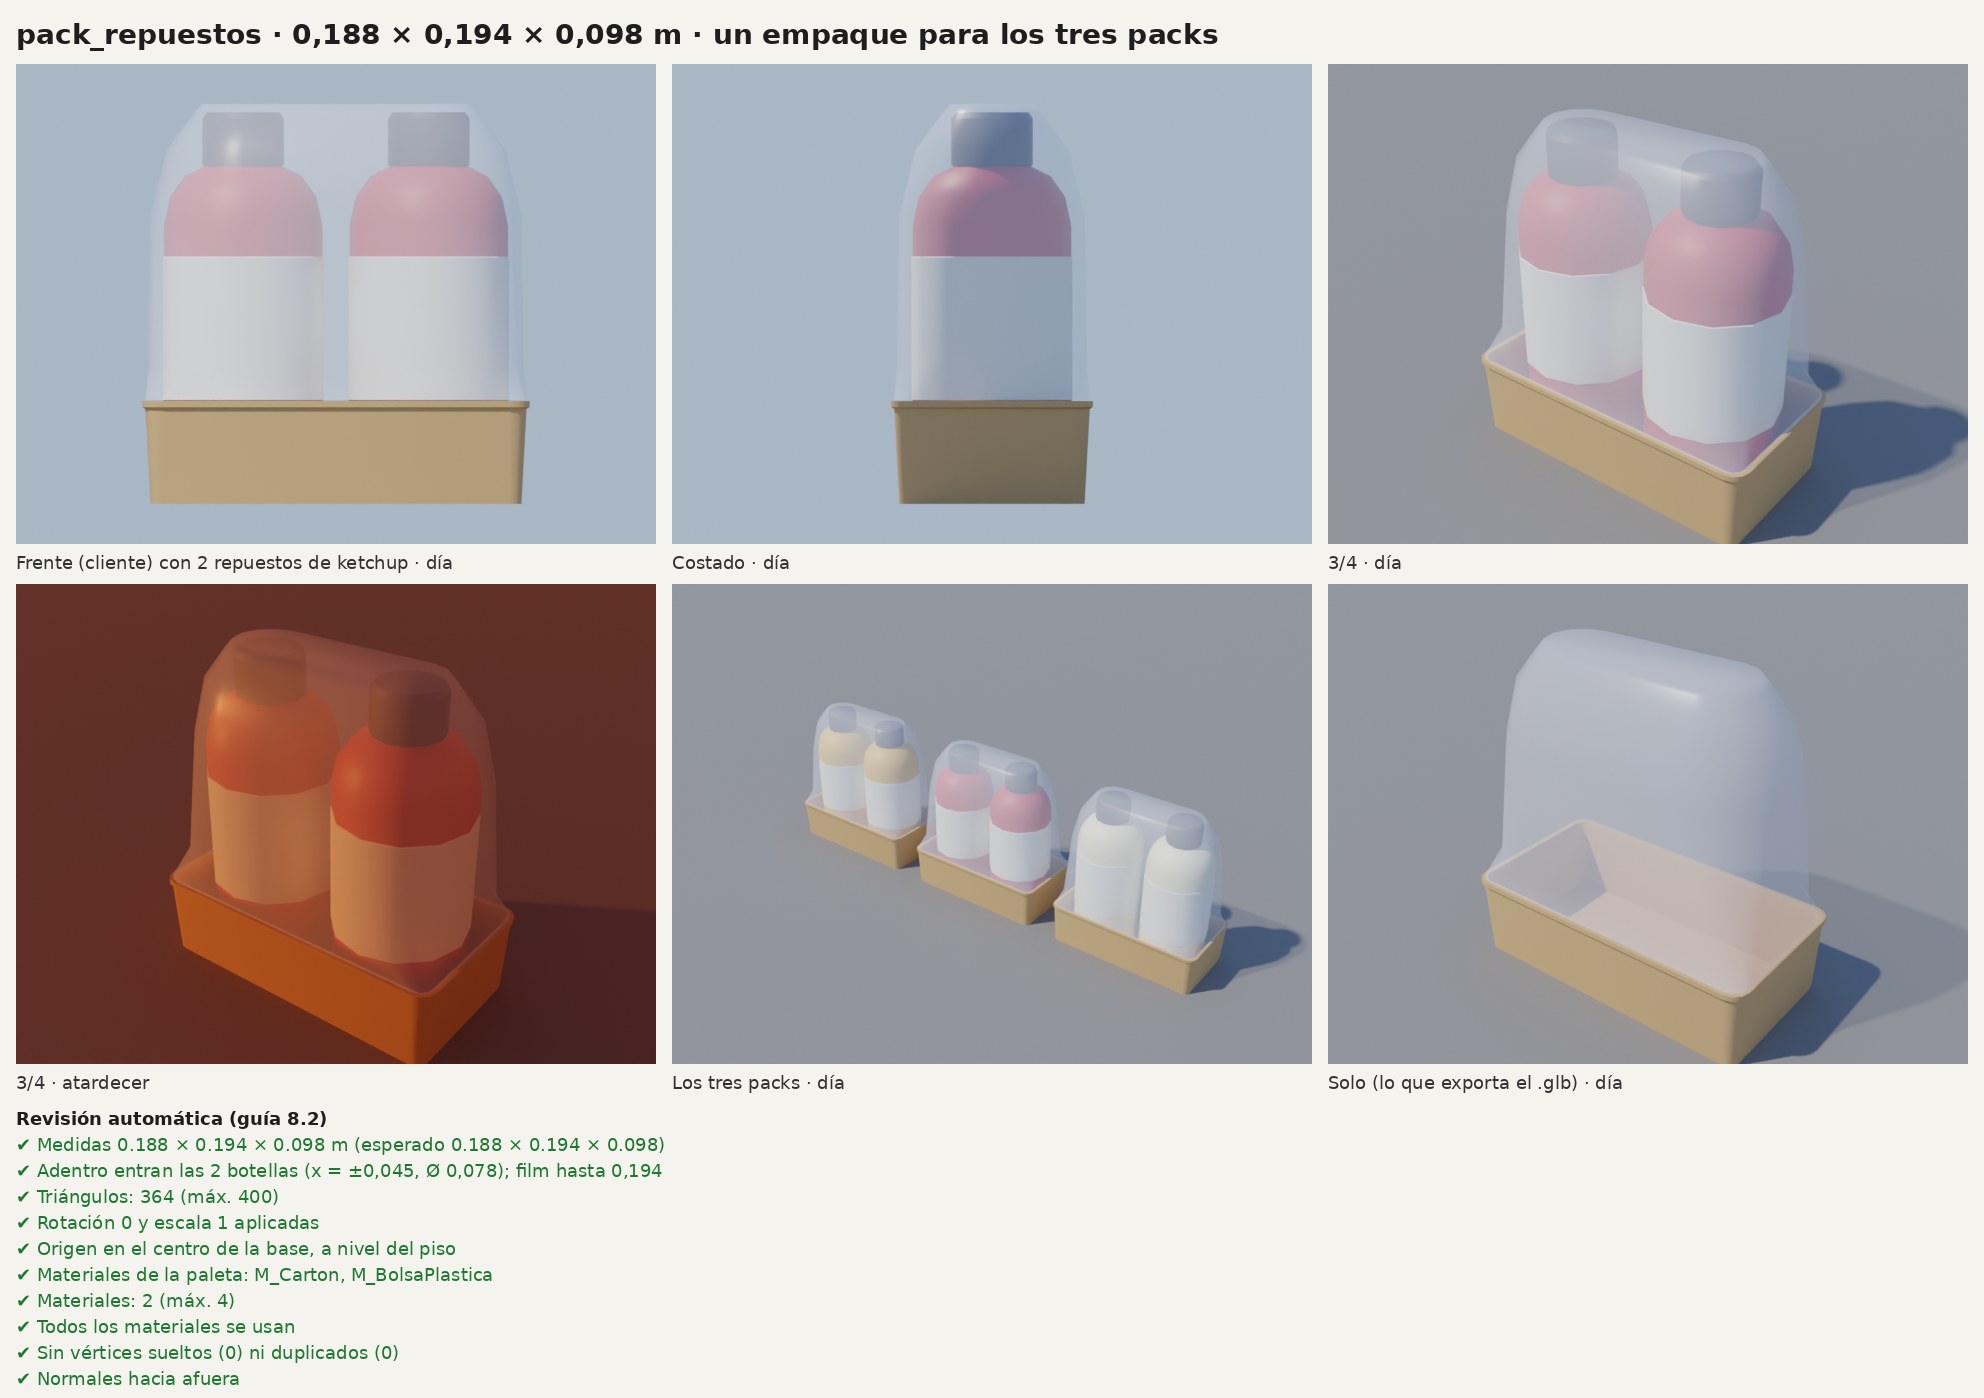 pack_repuestos · 0,188 × 0,194 × 0,098 m · un empaque para los tres packs
Frente (cliente) con 2 repuestos de ketchup · día
Costado · día
3/4 · día
3/4 · atardecer
Los tres packs · día
Solo (lo que exporta el .glb) · día
Revisión automática (guía 8.2)
✔ Medidas 0.188 × 0.194 × 0.098 m (esperado 0.188 × 0.194 × 0.098)
✔ Adentro entran las 2 botellas (x = ±0,045, Ø 0,078); film hasta 0,194
✔ Triángulos: 364 (máx. 400)
✔ Rotación 0 y escala 1 aplicadas
✔ Origen en el centro de la base, a nivel del piso
✔ Materiales de la paleta: M_Carton, M_BolsaPlastica
✔ Materiales: 2 (máx. 4)
✔ Todos los materiales se usan
✔ Sin vértices sueltos (0) ni duplicados (0)
✔ Normales hacia afuera